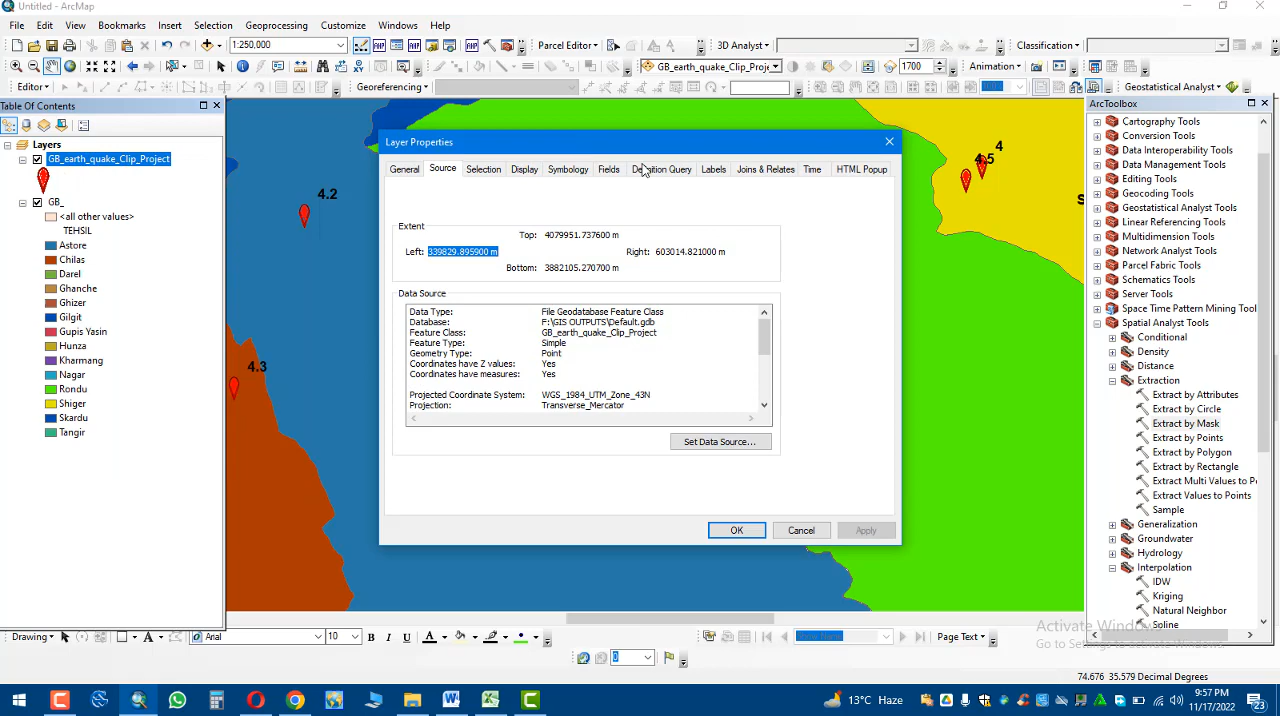 Untitled - ArcMap
File Edit View Bookmarks Insert Selection Geoprocessing Customize Windows Help
1:250,000 Parcel Editor 3D Analyst Classification
GB_earth_quake_Clip_Proje 1700 Animation
Editor Georeferencing Geostatistical Analyst
Table Of Contents
Layers
GB_earth_quake_Clip_Project
GB_
<all other values>
TEHSIL
Astore
Chilas
Darel
Ghanche
Ghizer
Gilgit
Gupis Yasin
Hunza
Kharmang
Nagar
Rondu
Shiger
Skardu
Tangir
4.2
4.3
4
4.5
S
Layer Properties
General Source Selection Display Symbology Fields Definition Query Labels Joins & Relates Time HTML Popup
Extent
Top: 4079951.737600 m
Left: 339829.895900 m Right: 603014.821000 m
Bottom: 3882105.270700 m
Data Source
Data Type: File Geodatabase Feature Class
Database: F:\GIS OUTPUTS\Default.gdb
Feature Class: GB_earth_quake_Clip_Project
Feature Type: Simple
Geometry Type: Point
Coordinates have Z values: Yes
Coordinates have measures: Yes
Projected Coordinate System: WGS_1984_UTM_Zone_43N
Projection: Transverse_Mercator
Set Data Source...
OK Cancel Apply
ArcToolbox
Cartography Tools
Conversion Tools
Data Interoperability Tools
Data Management Tools
Editing Tools
Geocoding Tools
Geostatistical Analyst Tools
Linear Referencing Tools
Multidimension Tools
Network Analyst Tools
Parcel Fabric Tools
Schematics Tools
Server Tools
Space Time Pattern Mining Tool
Spatial Analyst Tools
Conditional
Density
Distance
Extraction
Extract by Attributes
Extract by Circle
Extract by Mask
Extract by Points
Extract by Polygon
Extract by Rectangle
Extract Multi Values to P
Extract Values to Points
Sample
Generalization
Groundwater
Hydrology
Interpolation
IDW
Kriging
Natural Neighbor
Spline
Activate Windows
Go to Settings to activate Windows.
Drawing Arial 10 B I U A Page Text
0
74.676 35.579 Decimal Degrees
13°C Haze
9:57 PM
11/17/2022
23